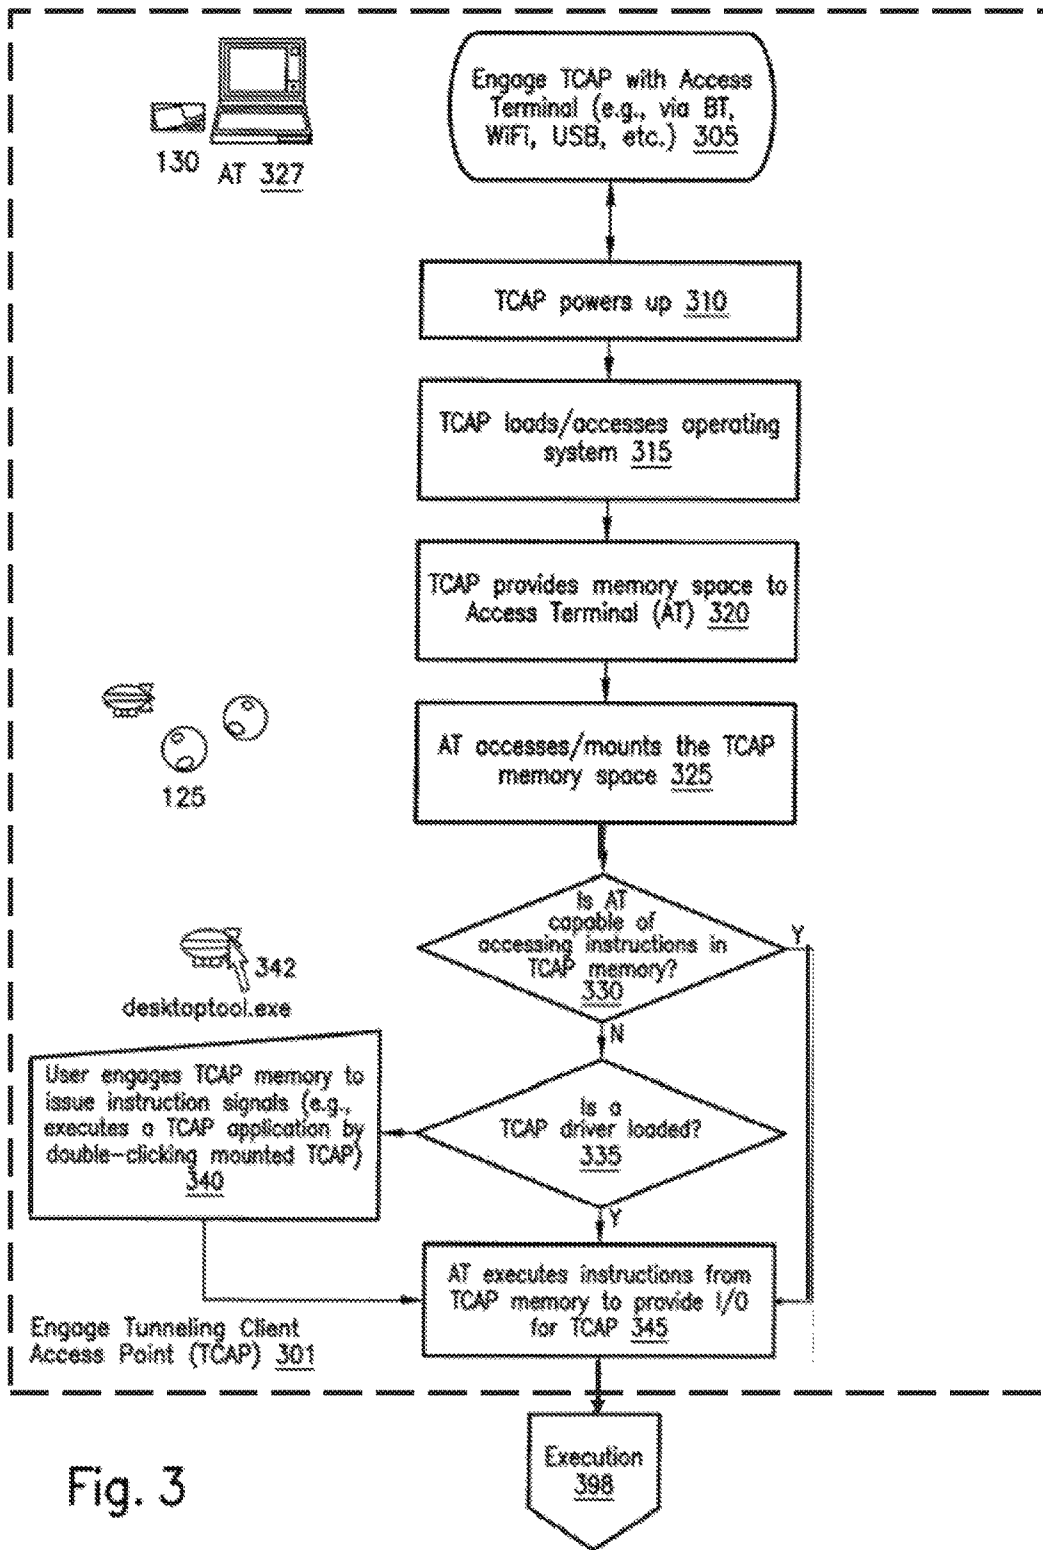 Engage TCAP with Access
Terminal (e.g., via BT,
WiFi, USB, etc.) 305
130
AT 327
TCAP powers up 310
TCAP loads/accesses operating
system 315
TCAP provides memory space to
Access Terminal (AT) 320
125
AT accesses/mounts the TCAP
memory space 325
Is AT
capable of
accessing instructions in
TCAP memory?
330
Y
N
342
desktoptool.exe
User engages TCAP memory to
issue instruction signals (e.g.,
executes a TCAP application by
double-clicking mounted TCAP)
340
Is a
TCAP driver loaded?
335
Y
AT executes instructions from
TCAP memory to provide I/O
for TCAP 345
Engage Tunneling Client
Access Point (TCAP) 301
Execution
398
Fig. 3